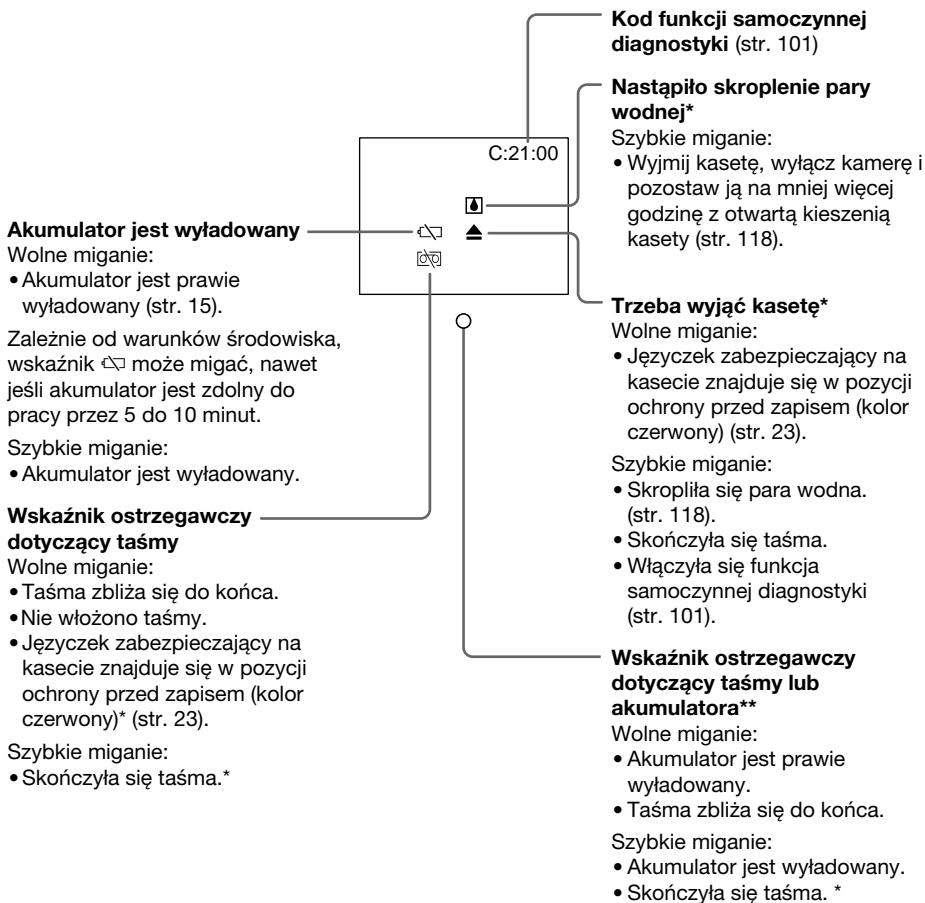 Kod funkcji samoczynnej
diagnostyki (str. 101)
Nastąpiło skroplenie pary
wodnej*
Szybkie miganie:
• Wyjmij kasetę, wyłącz kamerę i
pozostaw ją na mniej więcej
godzinę z otwartą kieszenią
kasety (str. 118).
C:21:00
Akumulator jest wyładowany
Wolne miganie:
• Akumulator jest prawie
wyładowany (str. 15).
Zależnie od warunków środowiska,
wskaźnik może migać, nawet
jeśli akumulator jest zdolny do
pracy przez 5 do 10 minut.
Szybkie miganie:
• Akumulator jest wyładowany.
Wskaźnik ostrzegawczy
dotyczący taśmy
Wolne miganie:
• Taśma zbliża się do końca.
• Nie włożono taśmy.
• Języczek zabezpieczający na
kasecie znajduje się w pozycji
ochrony przed zapisem (kolor
czerwony)* (str. 23).
Szybkie miganie:
• Skończyła się taśma.*
Trzeba wyjąć kasetę*
Wolne miganie:
• Języczek zabezpieczający na
kasecie znajduje się w pozycji
ochrony przed zapisem (kolor
czerwony) (str. 23).
Szybkie miganie:
• Skropliła się para wodna.
(str. 118).
• Skończyła się taśma.
• Włączyła się funkcja
samoczynnej diagnostyki
(str. 101).
Wskaźnik ostrzegawczy
dotyczący taśmy lub
akumulatora**
Wolne miganie:
• Akumulator jest prawie
wyładowany.
• Taśma zbliża się do końca.
Szybkie miganie:
• Akumulator jest wyładowany.
• Skończyła się taśma. *